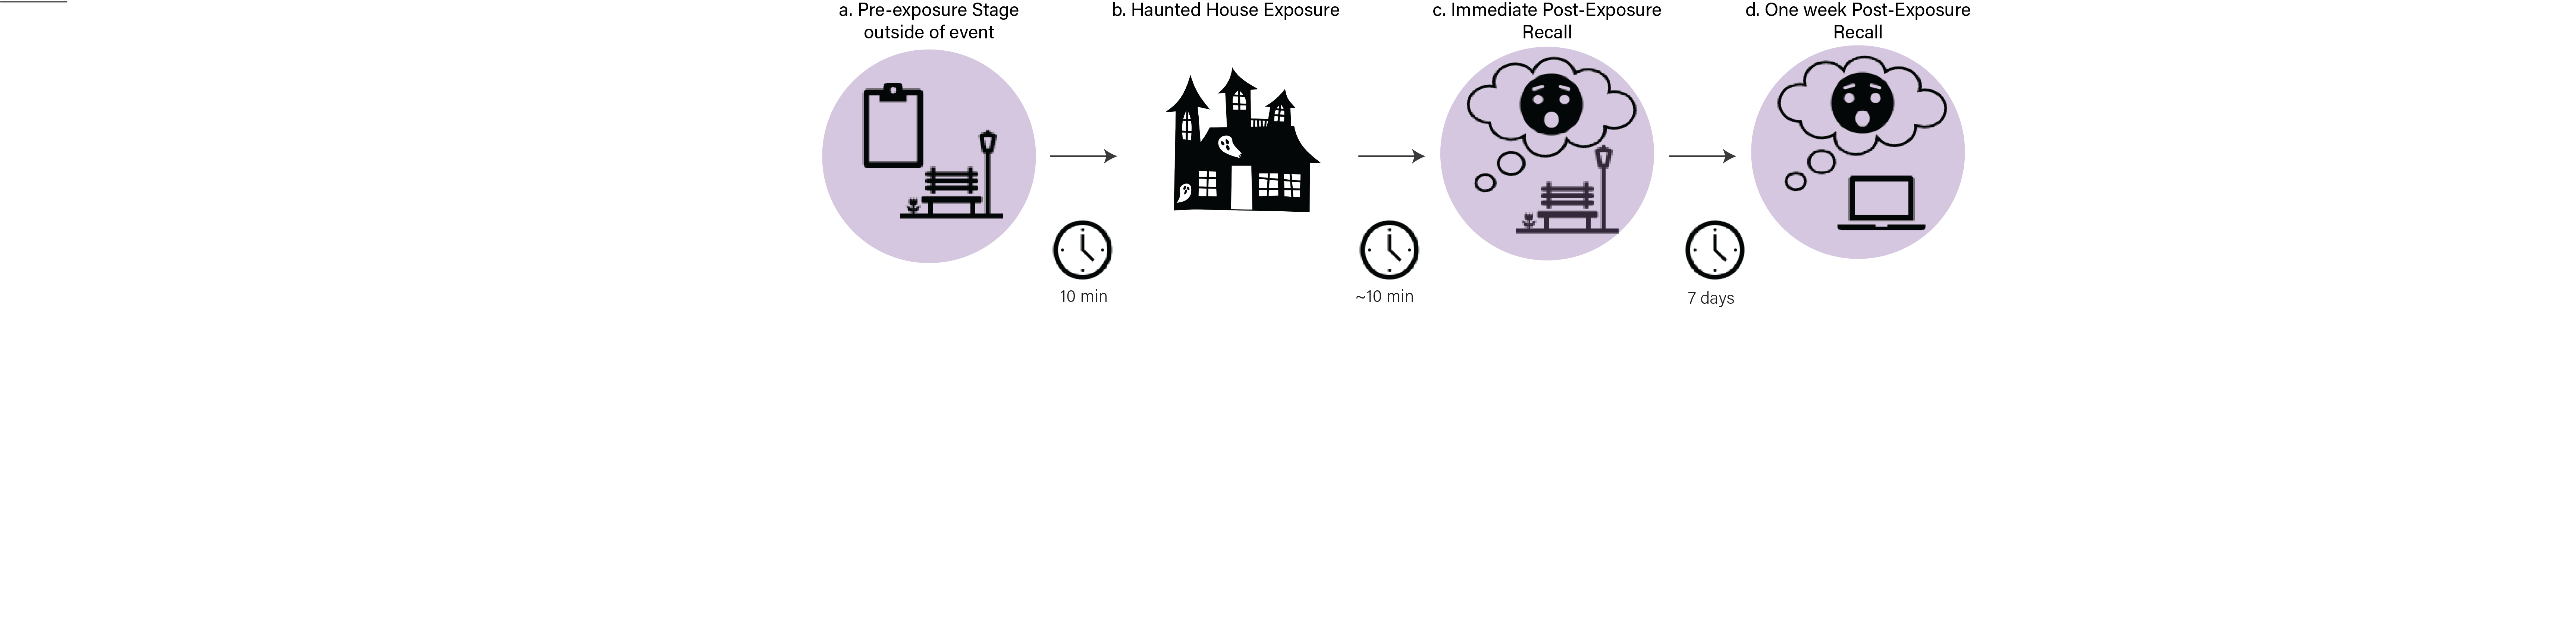 a. Pre-exposure Stage
outside of event
b. Haunted House Exposure
c. Immediate Post-Exposure
Recall
d. One week Post-Exposure
Recall
10 min
~10 min
7 days